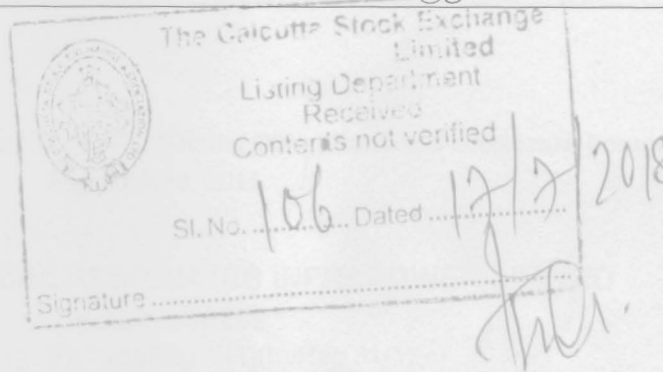 The Calcutta Stock Exchange
Limited
Listing Department
Received
Contents not verified
Sl. No. 106 Dated 17/7/2018
Signature